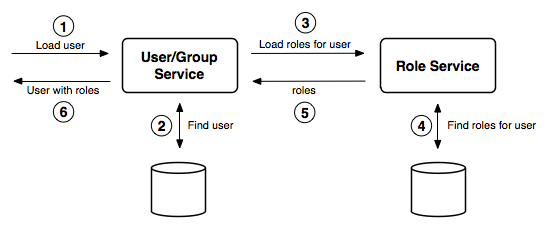 1
Load user
User/Group
Service
User with roles
6
2
Find user
3
Load roles for user
roles
5
Role Service
4
Find roles for user